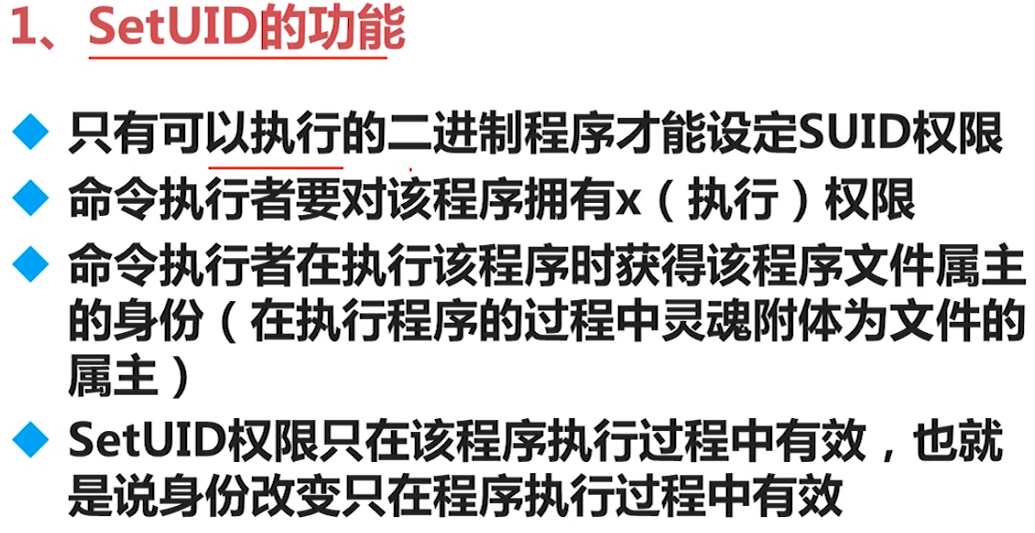 1、SetUID的功能
只有可以执行的二进制程序才能设定SUID权限
命令执行者要对该程序拥有x（执行）权限
命令执行者在执行该程序时获得该程序文件属主
的身份（在执行程序的过程中灵魂附体为文件的
属主）
SetUID权限只在该程序执行过程中有效，也就
是说身份改变只在程序执行过程中有效